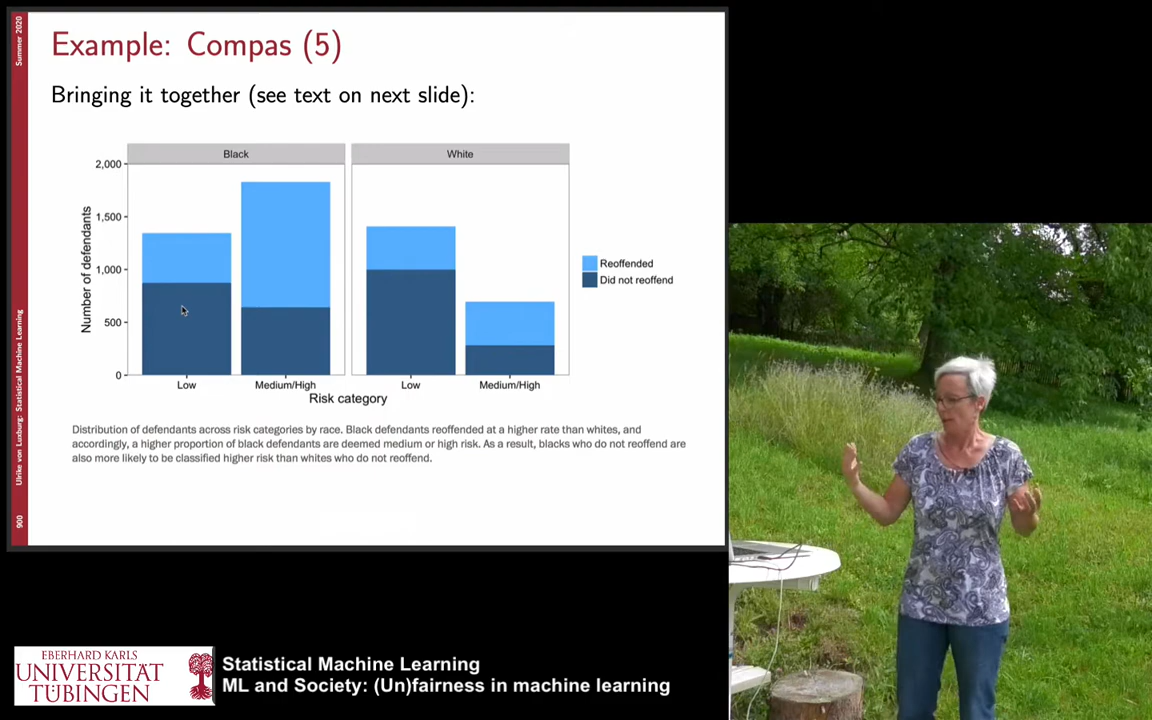 Summer 2020
Ulrike von Luxburg: Statistical Machine Learning
900
Example: Compas (5)
Bringing it together (see text on next slide):
Black
White
2,000
1,500
1,000
500
0
Number of defendants
Low
Medium/High
Low
Medium/High
Risk category
Reoffended
Did not reoffend
Distribution of defendants across risk categories by race. Black defendants reoffended at a higher rate than whites, and
accordingly, a higher proportion of black defendants are deemed medium or high risk. As a result, blacks who do not reoffend are
also more likely to be classified higher risk than whites who do not reoffend.
EBERHARD KARLS
UNIVERSITÄT
TÜBINGEN
Statistical Machine Learning
ML and Society: (Un)fairness in machine learning